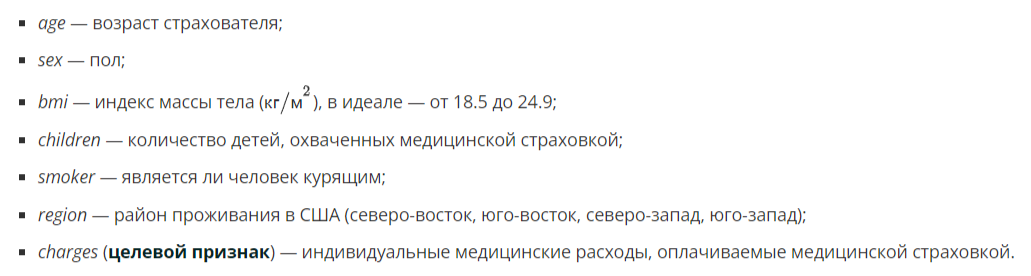 ▪ age — возраст страхователя;
▪ sex — пол;
▪ bmi — индекс массы тела (кг/м²), в идеале — от 18.5 до 24.9;
▪ children — количество детей, охваченных медицинской страховкой;
▪ smoker — является ли человек курящим;
▪ region — район проживания в США (северо-восток, юго-восток, северо-запад, юго-запад);
▪ charges (целевой признак) — индивидуальные медицинские расходы, оплачиваемые медицинской страховкой.